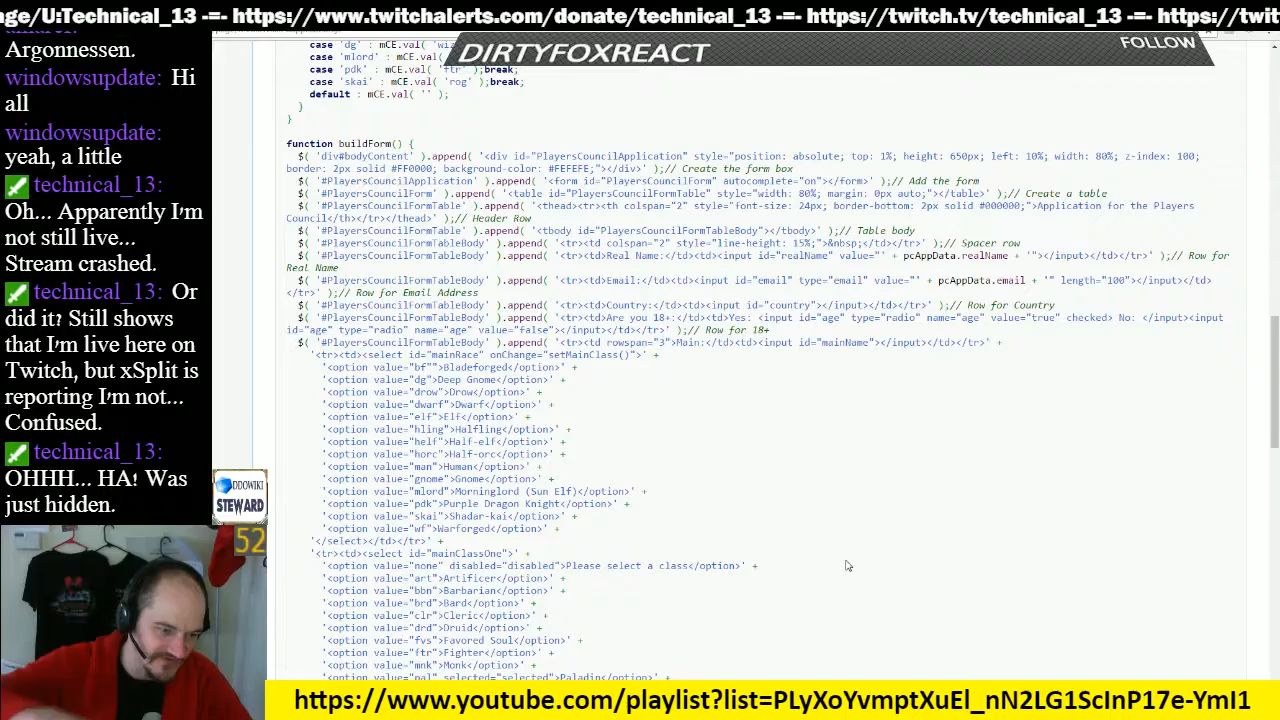 age/U:Technical_13 -=- https://www.twitchalerts.com/donate/technical_13 -=- https://twitch.tv/technical_13 -=- https://twit
DIRTYFOXREACT
FOLLOW
Argonnessen.
windowsupdate: Hi
all
windowsupdate:
yeah, a little
technical_13:
Oh... Apparently I'm
not still live...
Stream crashed.
technical_13: Or
did it? Still shows
that I'm live here on
Twitch, but xSplit is
reporting I'm not...
Confused.
technical_13:
OHHH... HA! Was
just hidden.
DDOWIKI
STEWARD
52
case 'dg' : mCE.val( 'wiz
case 'mlord' : mCE.val(
case 'pdk' : mCE.val( 'ftr' );break;
case 'skai' : mCE.val( 'rog' );break;
default : mCE.val( '' );
}
}
function buildForm() {
$( 'div#bodyContent' ).append( '<div id="PlayersCouncilApplication" style="position: absolute; top: 1%; height: 650px; left: 10%; width: 80%; z-index: 100;
border: 2px solid #FF0000; background-color: #FEFEFE;"></div>' );// Create the form box
$( '#PlayersCouncilApplication' ).append( '<form id="PlayersCouncilForm" autocomplete="on"></form>' );// Add the form
$( '#PlayersCouncilForm' ).append( '<table id="PlayersCouncilFormTable" style="width: 80%; margin: 0px auto;"></table>' );// Create a table
$( '#PlayersCouncilFormTable' ).append( '<thead><tr><th colspan="2" style="font-size: 24px; border-bottom: 2px solid #000000;">Application for the Players
Council</th></tr></thead>' );// Header Row
$( '#PlayersCouncilFormTable' ).append( '<tbody id="PlayersCouncilFormTableBody"></tbody>' );// Table body
$( '#PlayersCouncilFormTableBody' ).append( '<tr><td colspan="2" style="line-height: 15%;">&nbsp;</td></tr>' );// Spacer row
$( '#PlayersCouncilFormTableBody' ).append( '<tr><td>Real Name:</td><td><input id="realName" value="' + pcAppData.realName + '"></input></td></tr>' );// Row for
Real Name
$( '#PlayersCouncilFormTableBody' ).append( '<tr><td>Email:</td><td><input id="email" type="email" value="' + pcAppData.email + '" length="100"></input></td>
</tr>' );// Row for Email Address
$( '#PlayersCouncilFormTableBody' ).append( '<tr><td>Country:</td><td><input id="country"></input></td></tr>' );// Row for Country
$( '#PlayersCouncilFormTableBody' ).append( '<tr><td>Are you 18+:</td><td>Yes: <input id="age" type="radio" name="age" value="true" checked> No: </input><input
id="age" type="radio" name="age" value="false"></input></td></tr>' );// Row for 18+
$( '#PlayersCouncilFormTableBody' ).append( '<tr><td rowspan="3">Main:</td><td><input id="mainName"></input></td></tr>' +
'<tr><td><select id="mainRace" onChange="setMainClass()">' +
'<option value="bf"">Bladeforged</option>' +
'<option value="dg">Deep Gnome</option>' +
'<option value="drow">Drow</option>' +
'<option value="dwarf">Dwarf</option>' +
'<option value="elf">Elf</option>' +
'<option value="hling">Halfling</option>' +
'<option value="helf">Half-elf</option>' +
'<option value="horc">Half-orc</option>' +
'<option value="man">Human</option>' +
'<option value="gnome">Gnome</option>' +
'<option value="mlord">Morninglord (Sun Elf)</option>' +
'<option value="pdk">Purple Dragon Knight</option>' +
'<option value="skai">Shadar-kai</option>' +
'<option value="wf">Warforged</option>' +
'</select></td></tr>' +
'<tr><td><select id="mainClassOne">' +
'<option value="none" disabled="disabled">Please select a class</option>' +
'<option value="art">Artificer</option>' +
'<option value="bbn">Barbarian</option>' +
'<option value="brd">Bard</option>' +
'<option value="clr">Cleric</option>' +
'<option value="drd">Druid</option>' +
'<option value="fvs">Favored Soul</option>' +
'<option value="ftr">Fighter</option>' +
'<option value="mnk">Monk</option>' +
'<option value="pal" selected="selected">Paladin</option>' +
https://www.youtube.com/playlist?list=PLyXoYvmptXuEl_nN2LG1ScInP17e-YmI1